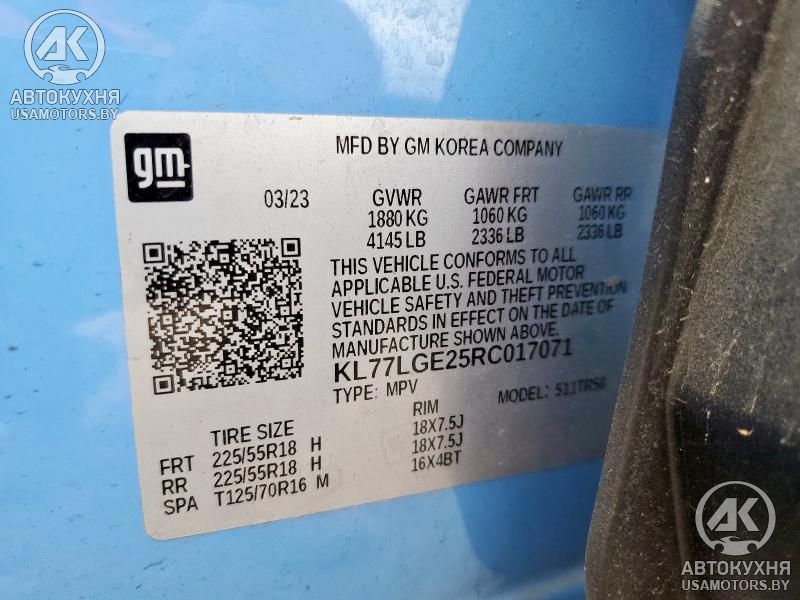 AK
АВТОКУХНЯ
USAMOTORS.BY
gm
MFD BY GM KOREA COMPANY
03/23 GVWR GAWR FRT GAWR RR
1880 KG 1060 KG 1060 KG
4145 LB 2336 LB 2336 LB
THIS VEHICLE CONFORMS TO ALL
APPLICABLE U.S. FEDERAL MOTOR
VEHICLE SAFETY AND THEFT PREVENTION
STANDARDS IN EFFECT ON THE DATE OF
MANUFACTURE SHOWN ABOVE.
KL77LGE25RC017071
TYPE: MPV MODEL:
TIRE SIZE RIM
FRT 225/55R18 H 18X7.5J
RR 225/55R18 H 18X7.5J
SPA T125/70R16 M 16X4BT
AK
АВТОКУХНЯ
USAMOTORS.BY